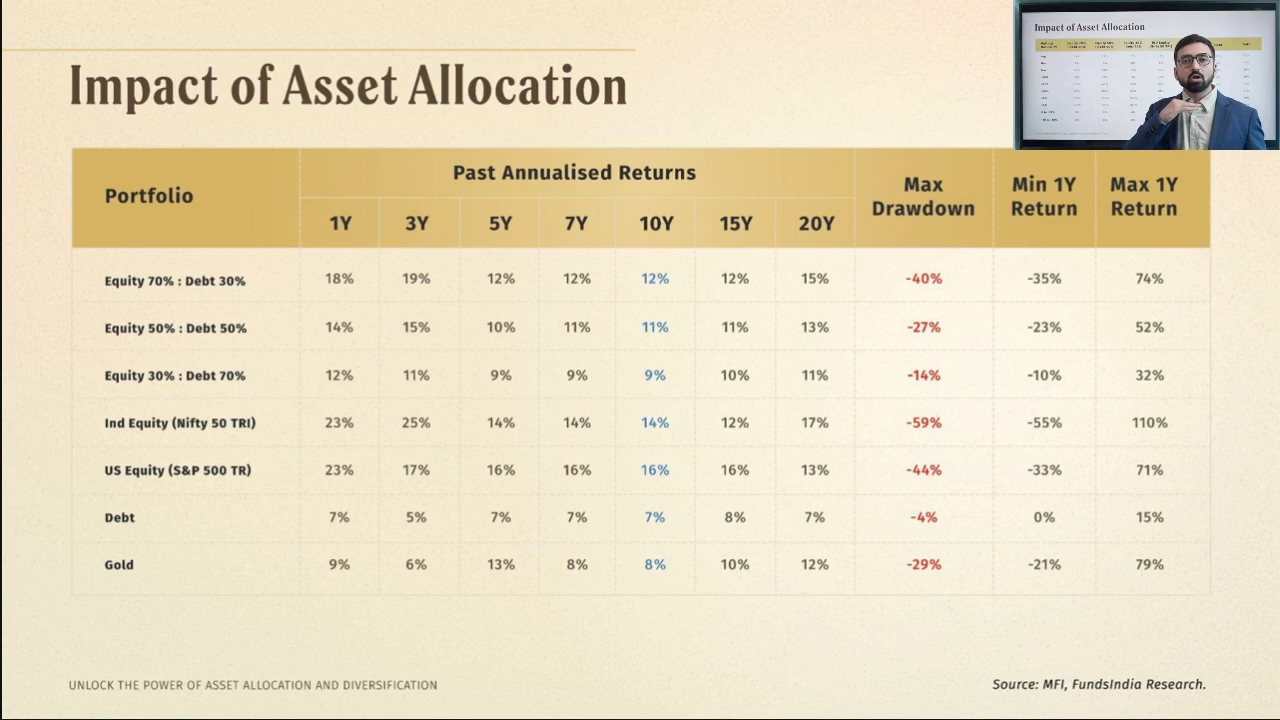 Impact of Asset Allocation
Impact of Asset Allocation
Portfolio
Past Annualised Returns
Max Drawdown
Min 1Y Return
Max 1Y Return
1Y 3Y 5Y 7Y 10Y 15Y 20Y
Equity 70% : Debt 30% 18% 19% 12% 12% 12% 12% 15% -40% -35% 74%
Equity 50% : Debt 50% 14% 15% 10% 11% 11% 11% 13% -27% -23% 52%
Equity 30% : Debt 70% 12% 11% 9% 9% 9% 10% 11% -14% -10% 32%
Ind Equity (Nifty 50 TRI) 23% 25% 14% 14% 14% 12% 17% -59% -55% 110%
US Equity (S&P 500 TR) 23% 17% 16% 16% 16% 16% 13% -44% -33% 71%
Debt 7% 5% 7% 7% 7% 8% 7% -4% 0% 15%
Gold 9% 6% 13% 8% 8% 10% 12% -29% -21% 79%
UNLOCK THE POWER OF ASSET ALLOCATION AND DIVERSIFICATION
Source: MFI, FundsIndia Research.